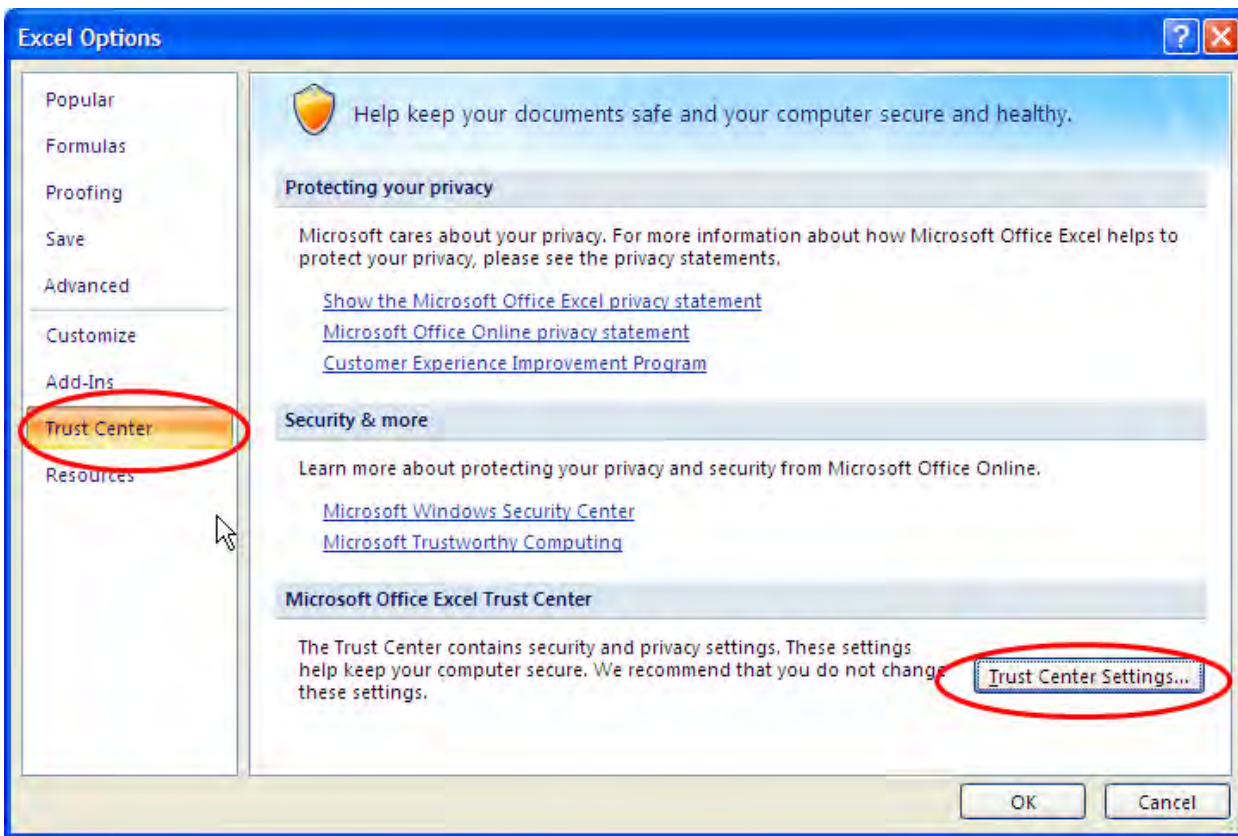 Excel Options
Popular
Formulas
Proofing
Save
Advanced
Customize
Add-Ins
Trust Center
Resources
Help keep your documents safe and your computer secure and healthy.
Protecting your privacy
Microsoft cares about your privacy. For more information about how Microsoft Office Excel helps to
protect your privacy, please see the privacy statements.
Show the Microsoft Office Excel privacy statement
Microsoft Office Online privacy statement
Customer Experience Improvement Program
Security & more
Learn more about protecting your privacy and security from Microsoft Office Online.
Microsoft Windows Security Center
Microsoft Trustworthy Computing
Microsoft Office Excel Trust Center
The Trust Center contains security and privacy settings. These settings
help keep your computer secure. We recommend that you do not change
these settings.
Trust Center Settings...
OK
Cancel